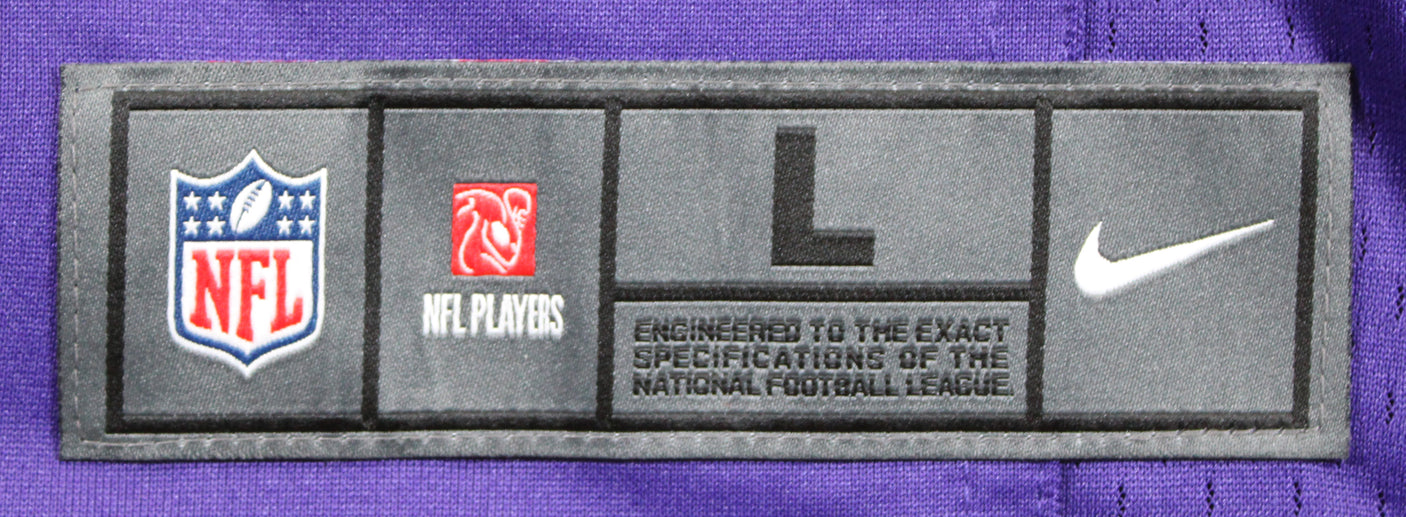 NFL
NFL PLAYERS
L
ENGINEERED TO THE EXACT
SPECIFICATIONS OF THE
NATIONAL FOOTBALL LEAGUE.